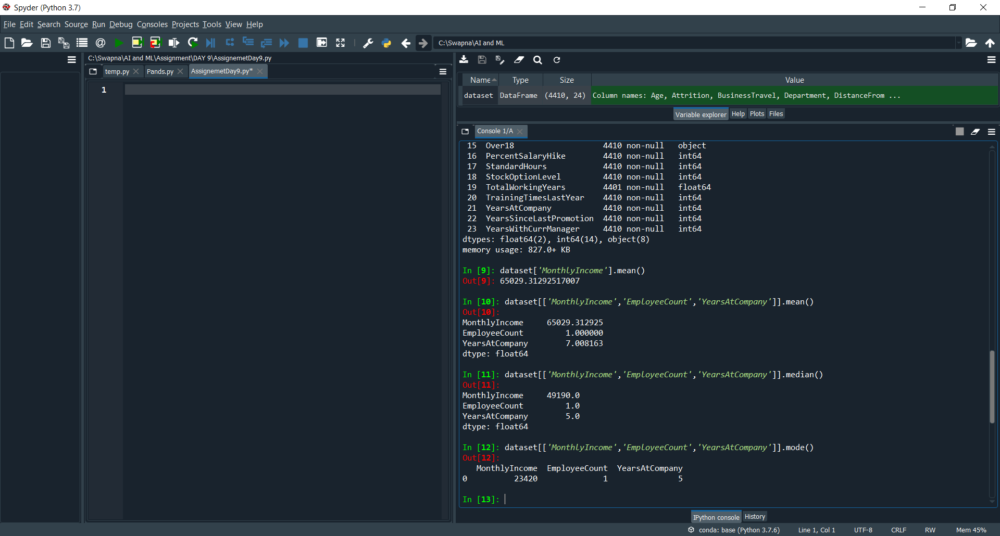 Spyder (Python 3.7)
File Edit Search Source Run Debug Consoles Projects Tools View Help
C:\Swapna\AI and ML
C:\Swapna\AI and ML\Assignment\DAY 9\AssignemetDay9.py
temp.py Pands.py AssignemetDay9.py*
1
Name Type Size Value
dataset DataFrame (4410, 24) Column names: Age, Attrition, BusinessTravel, Department, DistanceFrom ...
Variable explorer Help Plots Files
Console 1/A
15 Over18 4410 non-null object
16 PercentSalaryHike 4410 non-null int64
17 StandardHours 4410 non-null int64
18 StockOptionLevel 4410 non-null int64
19 TotalWorkingYears 4401 non-null float64
20 TrainingTimesLastYear 4410 non-null int64
21 YearsAtCompany 4410 non-null int64
22 YearsSinceLastPromotion 4410 non-null int64
23 YearsWithCurrManager 4410 non-null int64
dtypes: float64(2), int64(14), object(8)
memory usage: 827.0+ KB
In [9]: dataset['MonthlyIncome'].mean()
Out[9]: 65029.31292517007
In [10]: dataset[['MonthlyIncome','EmployeeCount','YearsAtCompany']].mean()
Out[10]:
MonthlyIncome 65029.312925
EmployeeCount 1.000000
YearsAtCompany 7.008163
dtype: float64
In [11]: dataset[['MonthlyIncome','EmployeeCount','YearsAtCompany']].median()
Out[11]:
MonthlyIncome 49190.0
EmployeeCount 1.0
YearsAtCompany 5.0
dtype: float64
In [12]: dataset[['MonthlyIncome','EmployeeCount','YearsAtCompany']].mode()
Out[12]:
MonthlyIncome EmployeeCount YearsAtCompany
0 23420 1 5
In [13]:
IPython console History
conda: base (Python 3.7.6) Line 1, Col 1 UTF-8 CRLF RW Mem 45%